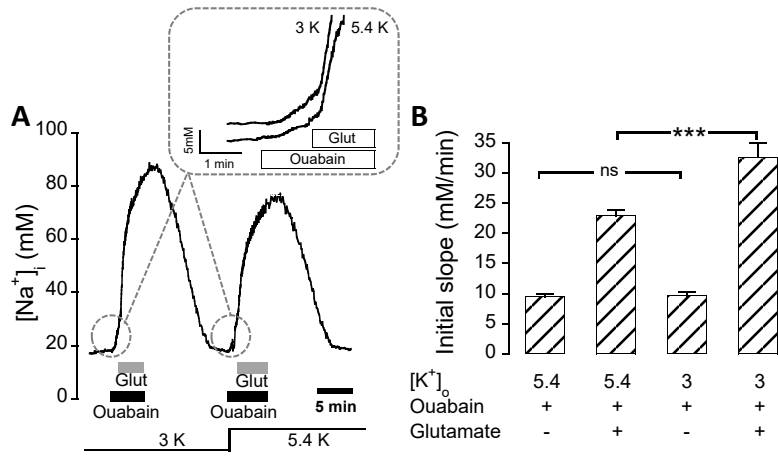 3 K 5.4 K
5mM
1 min
Glut
Ouabain
A
100
80
60
40
20
0
[Na+]i (mM)
Glut Glut
Ouabain Ouabain
5 min
3 K 5.4 K
B
***
ns
35
30
25
20
15
10
5
0
Initial slope (mM/min)
[K+]o 5.4 5.4 3 3
Ouabain + + + +
Glutamate - + - +